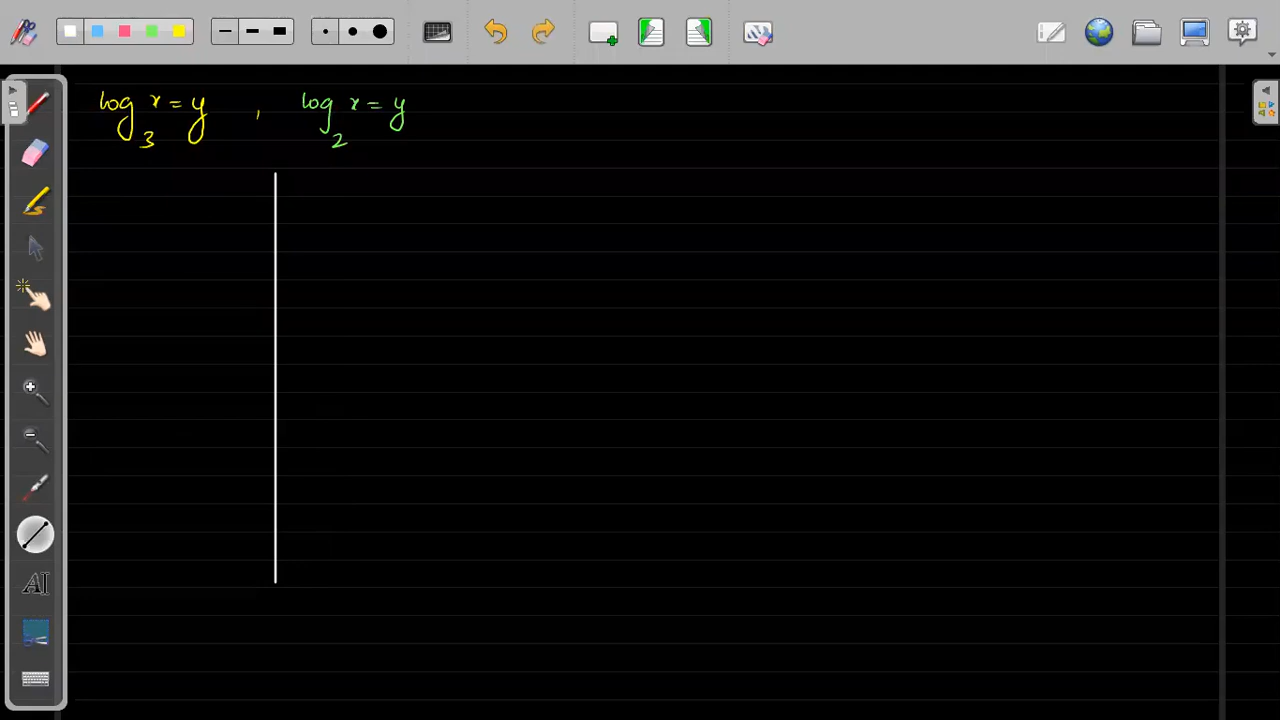 log₃ x = y , log₂ x = y